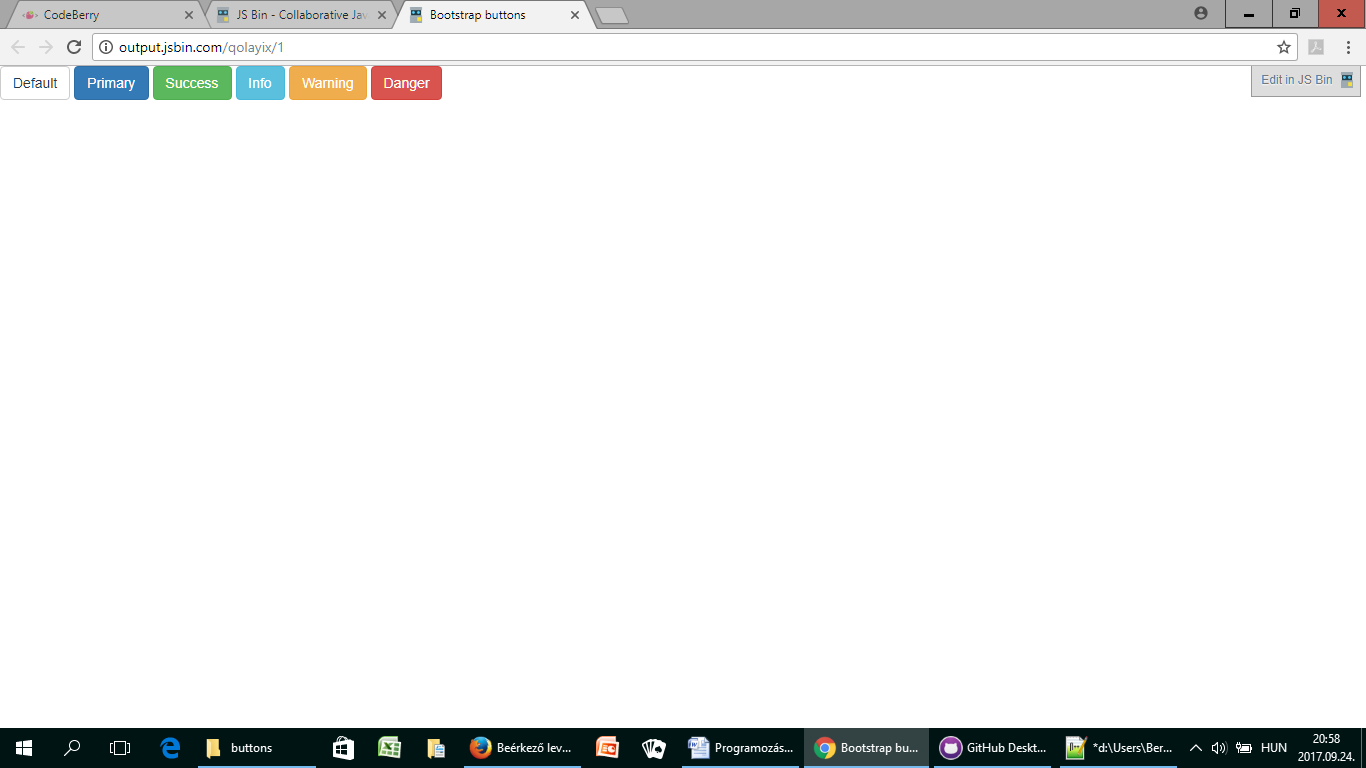 CodeBerry
JS Bin - Collaborative Jav
Bootstrap buttons
output.jsbin.com/qolayix/1
Default Primary Success Info Warning Danger
Edit in JS Bin
buttons
Beérkező lev...
Programozás...
Bootstrap bu...
GitHub Deskt...
*d:\Users\Ber...
HUN
20:58
2017.09.24.